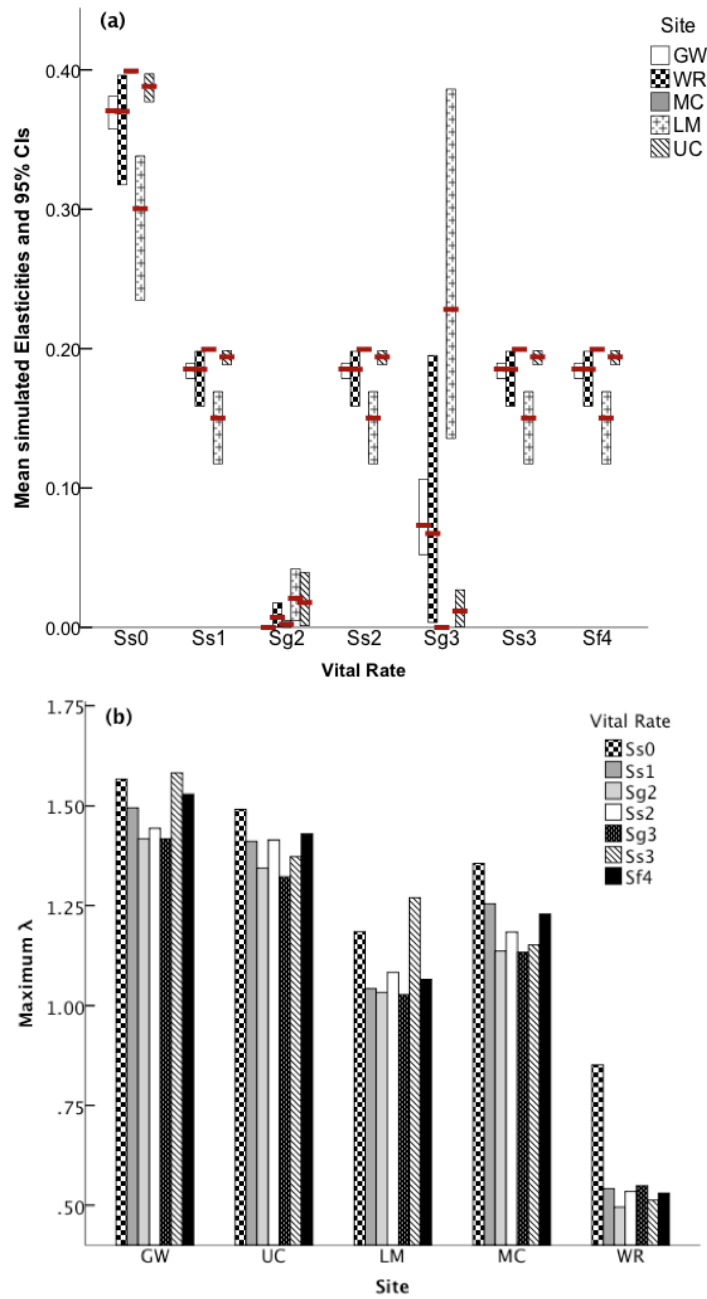 (a)
Site
GW
WR
MC
LM
UC
Mean simulated Elasticities and 95% CIs
0.40
0.30
0.20
0.10
0.00
Ss0 Ss1 Sg2 Ss2 Sg3 Ss3 Sf4
Vital Rate
(b)
Vital Rate
Ss0
Ss1
Sg2
Ss2
Sg3
Ss3
Sf4
Maximum λ
1.75
1.50
1.25
1.00
.75
.50
GW UC LM MC WR
Site